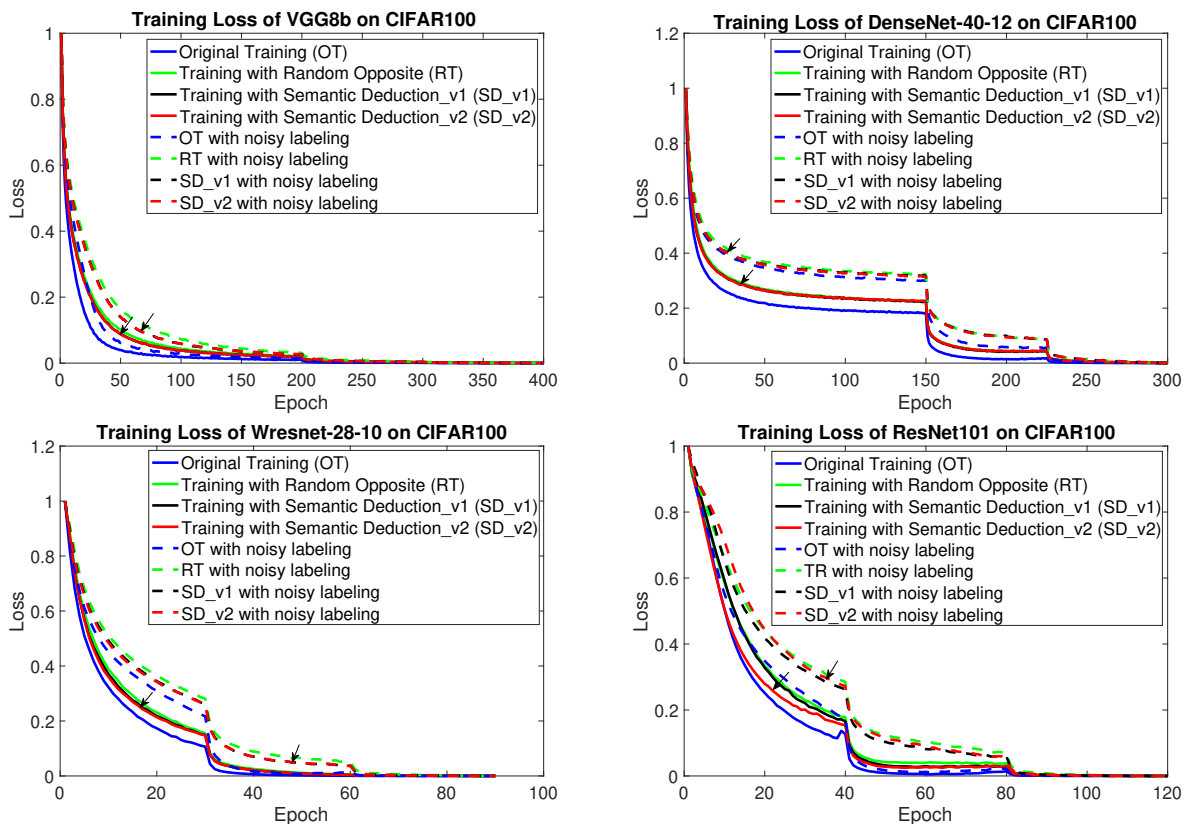 Training Loss of VGG8b on CIFAR100
1
0.8
0.6
0.4
0.2
0
Loss
Original Training (OT)
Training with Random Opposite (RT)
Training with Semantic Deduction_v1 (SD_v1)
Training with Semantic Deduction_v2 (SD_v2)
OT with noisy labeling
RT with noisy labeling
SD_v1 with noisy labeling
SD_v2 with noisy labeling
0 50 100 150 200 250 300 350 400
Epoch
Training Loss of DenseNet-40-12 on CIFAR100
1.2
1
0.8
0.6
0.4
0.2
0
Loss
Original Training (OT)
Training with Random Opposite (RT)
Training with Semantic Deduction_v1 (SD_v1)
Training with Semantic Deduction_v2 (SD_v2)
OT with noisy labeling
RT with noisy labeling
SD_v1 with noisy labeling
SD_v2 with noisy labeling
0 50 100 150 200 250 300
Epoch
Training Loss of Wresnet-28-10 on CIFAR100
1.2
1
0.8
0.6
0.4
0.2
0
Loss
Original Training (OT)
Training with Random Opposite (RT)
Training with Semantic Deduction_v1 (SD_v1)
Training with Semantic Deduction_v2 (SD_v2)
OT with noisy labeling
RT with noisy labeling
SD_v1 with noisy labeling
SD_v2 with noisy labeling
0 20 40 60 80 100
Epoch
Training Loss of ResNet101 on CIFAR100
1
0.8
0.6
0.4
0.2
0
Loss
Original Training (OT)
Training with Random Opposite (RT)
Training with Semantic Deduction_v1 (SD_v1)
Training with Semantic Deduction_v2 (SD_v2)
OT with noisy labeling
TR with noisy labeling
SD_v1 with noisy labeling
SD_v2 with noisy labeling
0 20 40 60 80 100 120
Epoch